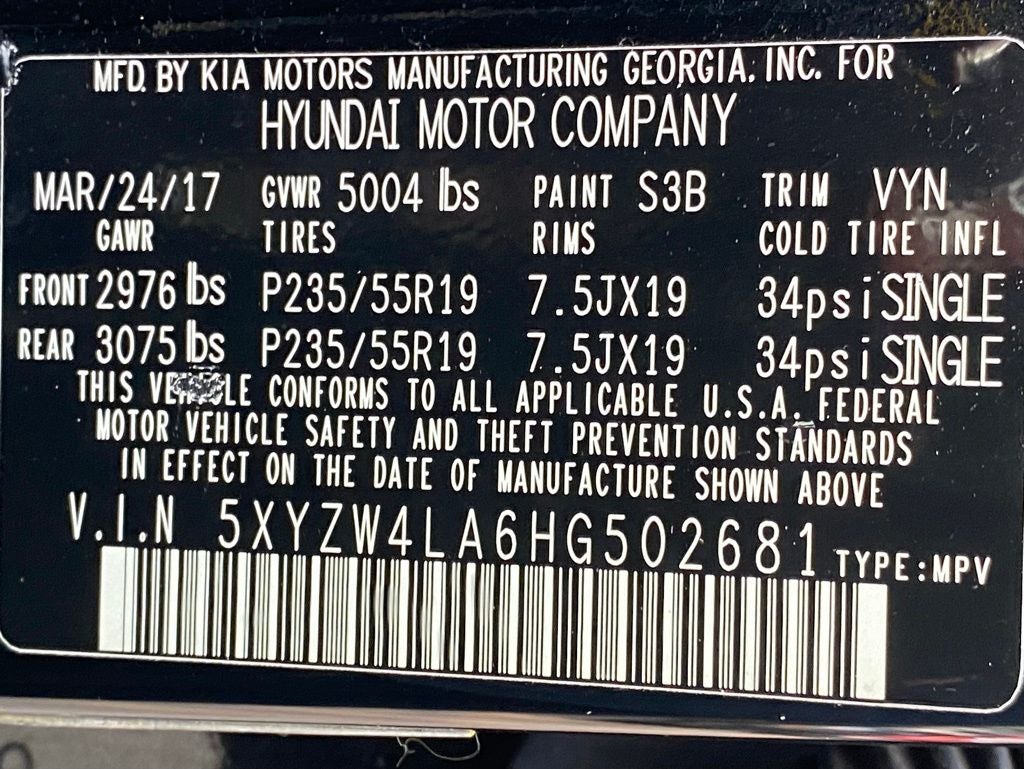 MFD. BY KIA MOTORS MANUFACTURING GEORGIA, INC. FOR
HYUNDAI MOTOR COMPANY
MAR/24/17 GVWR 5004 lbs PAINT S3B TRIM VYN
GAWR TIRES RIMS COLD TIRE INFL
FRONT 2976 lbs P235/55R19 7.5JX19 34psi SINGLE
REAR 3075 lbs P235/55R19 7.5JX19 34psi SINGLE
THIS CONFORMS TO ALL APPLICABLE U.S.A. FEDERAL
MOTOR VEHICLE SAFETY AND THEFT PREVENTION STANDARDS
IN EFFECT ON THE DATE OF MANUFACTURE SHOWN ABOVE
V.I.N 5XYZW4LA6HG502681 TYPE:MPV